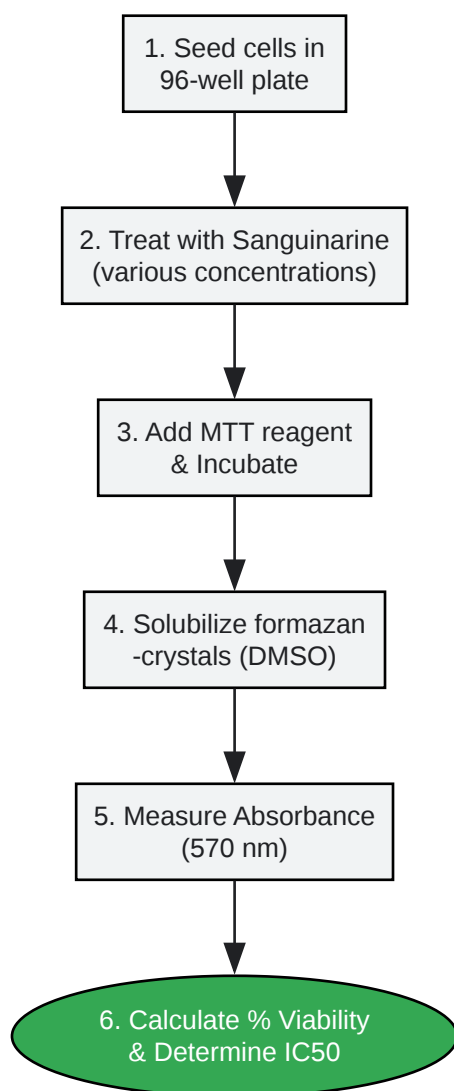 1. Seed cells in
96-well plate
2. Treat with Sanguinarine
(various concentrations)
3. Add MTT reagent
& Incubate
4. Solubilize formazan
-crystals (DMSO)
5. Measure Absorbance
(570 nm)
6. Calculate % Viability
& Determine IC50